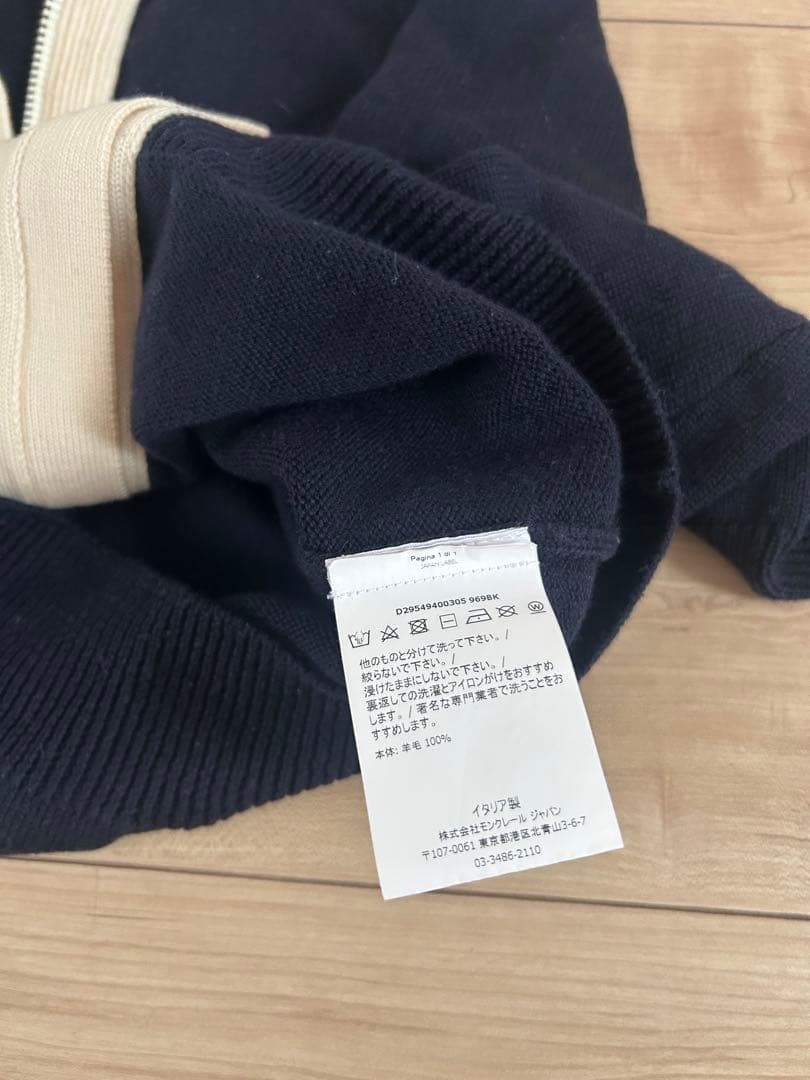 Pagina 1 di 1
JAPAN LABEL
D29549400305 969BK
他のものと分けて洗って下さい。/
絞らないで下さい。/
浸けたままにしないで下さい。/
裏返しての洗濯とアイロンがけをおすすめ
します。/著名な専門業者で洗うことをお
すすめします。
本体: 羊毛 100%
イタリア製
株式会社モンクレール ジャパン
〒107-0061 東京都港区北青山3-6-7
03-3486-2110